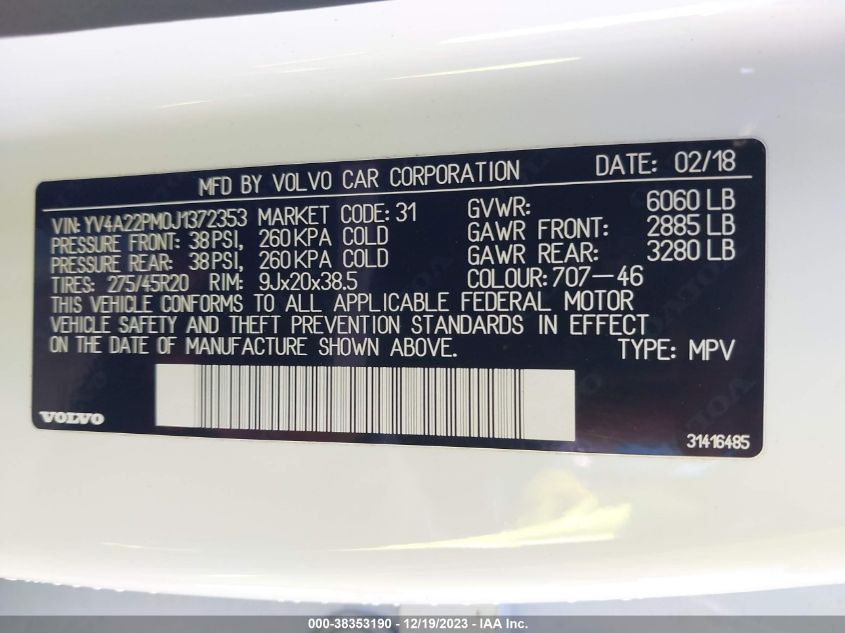 MFD BY VOLVO CAR CORPORATION DATE: 02/18
VIN: YV4A22PM0J1372353 MARKET CODE: 31 GVWR: 6060 LB
PRESSURE FRONT: 38PSI, 260KPA COLD GAWR FRONT: 2885 LB
PRESSURE REAR: 38PSI, 260KPA COLD GAWR REAR: 3280 LB
TIRES: 275/45R20 RIM: 9Jx20x38.5 COLOUR: 707-46
THIS VEHICLE CONFORMS TO ALL APPLICABLE FEDERAL MOTOR
VEHICLE SAFETY AND THEFT PREVENTION STANDARDS IN EFFECT
ON THE DATE OF MANUFACTURE SHOWN ABOVE. TYPE: MPV
VOLVO
31416485
000-38353190 - 12/19/2023 - IAA Inc.